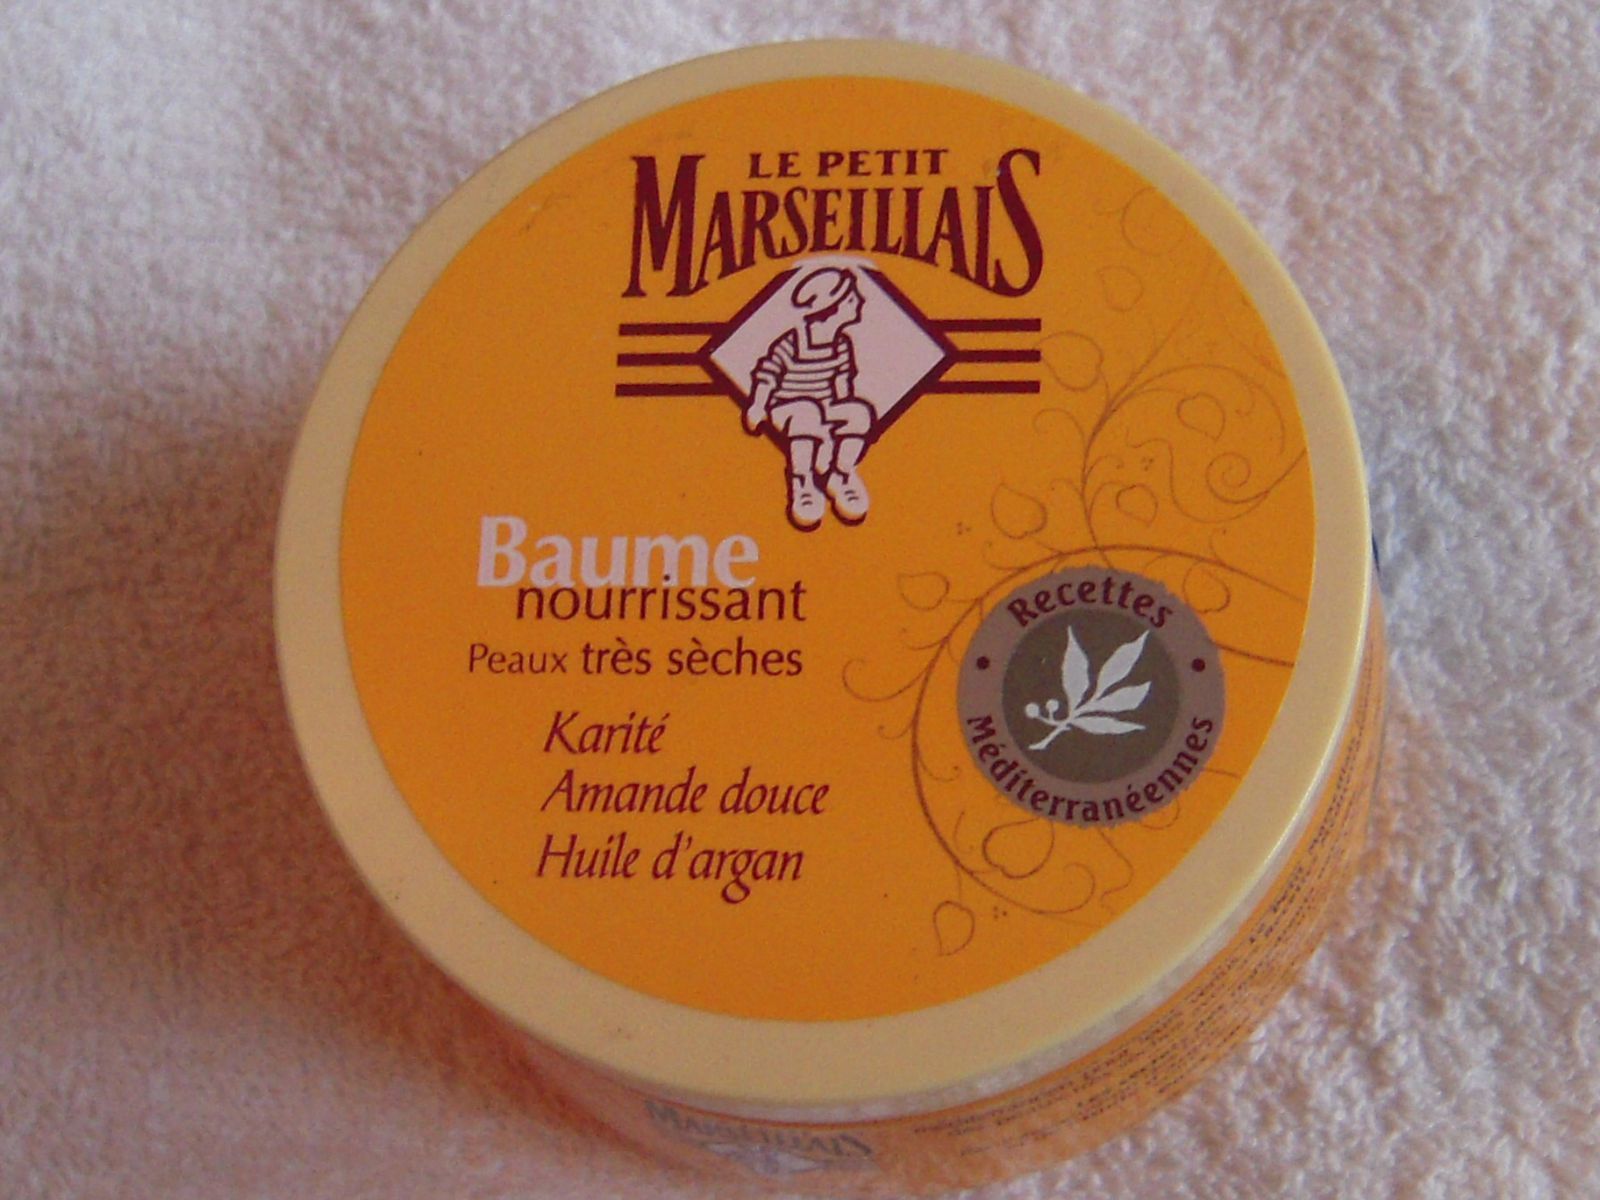 LE PETIT
MARSEILLAIS
Baume
nourrissant
Peaux très sèches
Karité
Amande douce
Huile d'argan
Recettes
Méditerranéennes
MARSEILLAIS